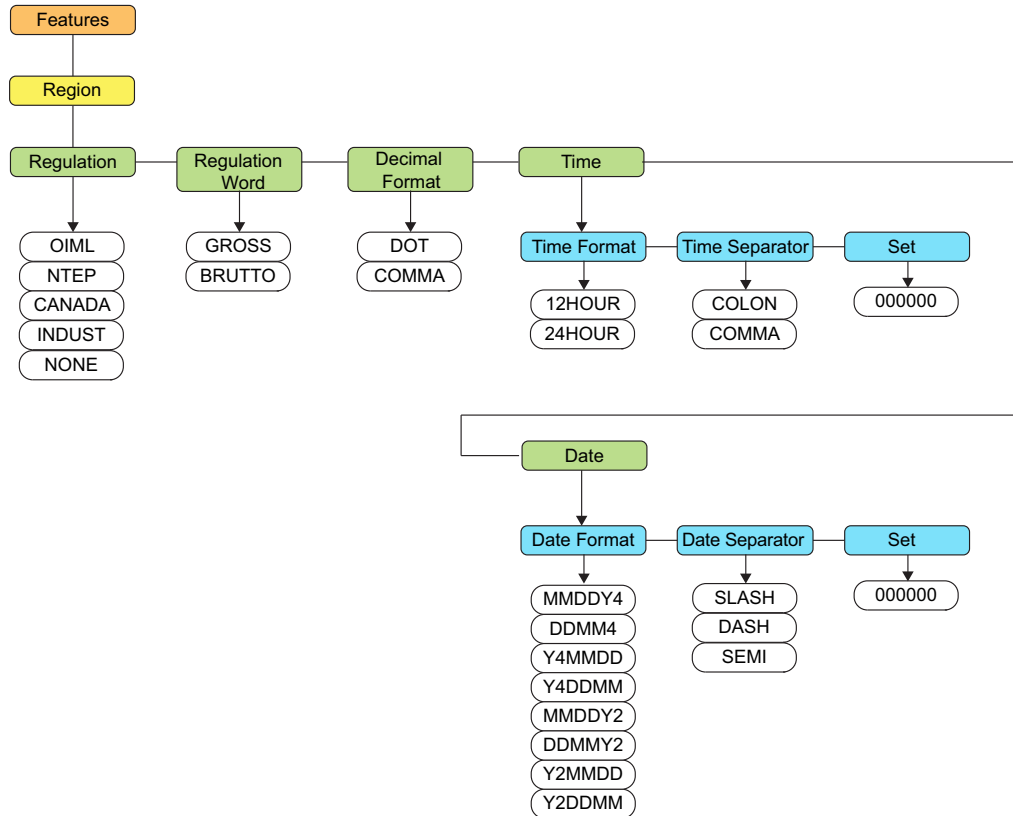 Features
Region
Regulation
Regulation
Word
Decimal
Format
Time
OIML
NTEP
CANADA
INDUST
NONE
GROSS
BRUTTO
DOT
COMMA
Time Format
Time Separator
Set
12HOUR
24HOUR
COLON
COMMA
000000
Date
Date Format
Date Separator
Set
MMDDY4
DDMM4
Y4MMDD
Y4DDMM
MMDDY2
DDMMY2
Y2MMDD
Y2DDMM
SLASH
DASH
SEMI
000000